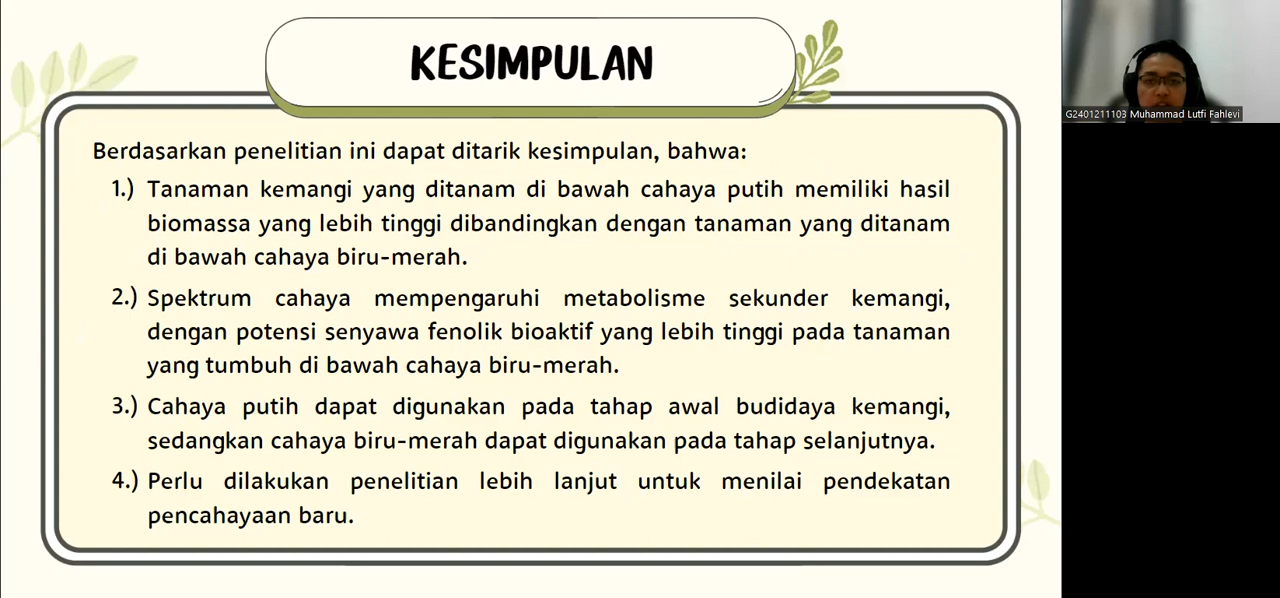 KESIMPULAN
Berdasarkan penelitian ini dapat ditarik kesimpulan, bahwa:
1.) Tanaman kemangi yang ditanam di bawah cahaya putih memiliki hasil
biomassa yang lebih tinggi dibandingkan dengan tanaman yang ditanam
di bawah cahaya biru-merah.
2.) Spektrum cahaya mempengaruhi metabolisme sekunder kemangi,
dengan potensi senyawa fenolik bioaktif yang lebih tinggi pada tanaman
yang tumbuh di bawah cahaya biru-merah.
3.) Cahaya putih dapat digunakan pada tahap awal budidaya kemangi,
sedangkan cahaya biru-merah dapat digunakan pada tahap selanjutnya.
4.) Perlu dilakukan penelitian lebih lanjut untuk menilai pendekatan
pencahayaan baru.
G2401211103 Muhammad Lutfi Fahlevi